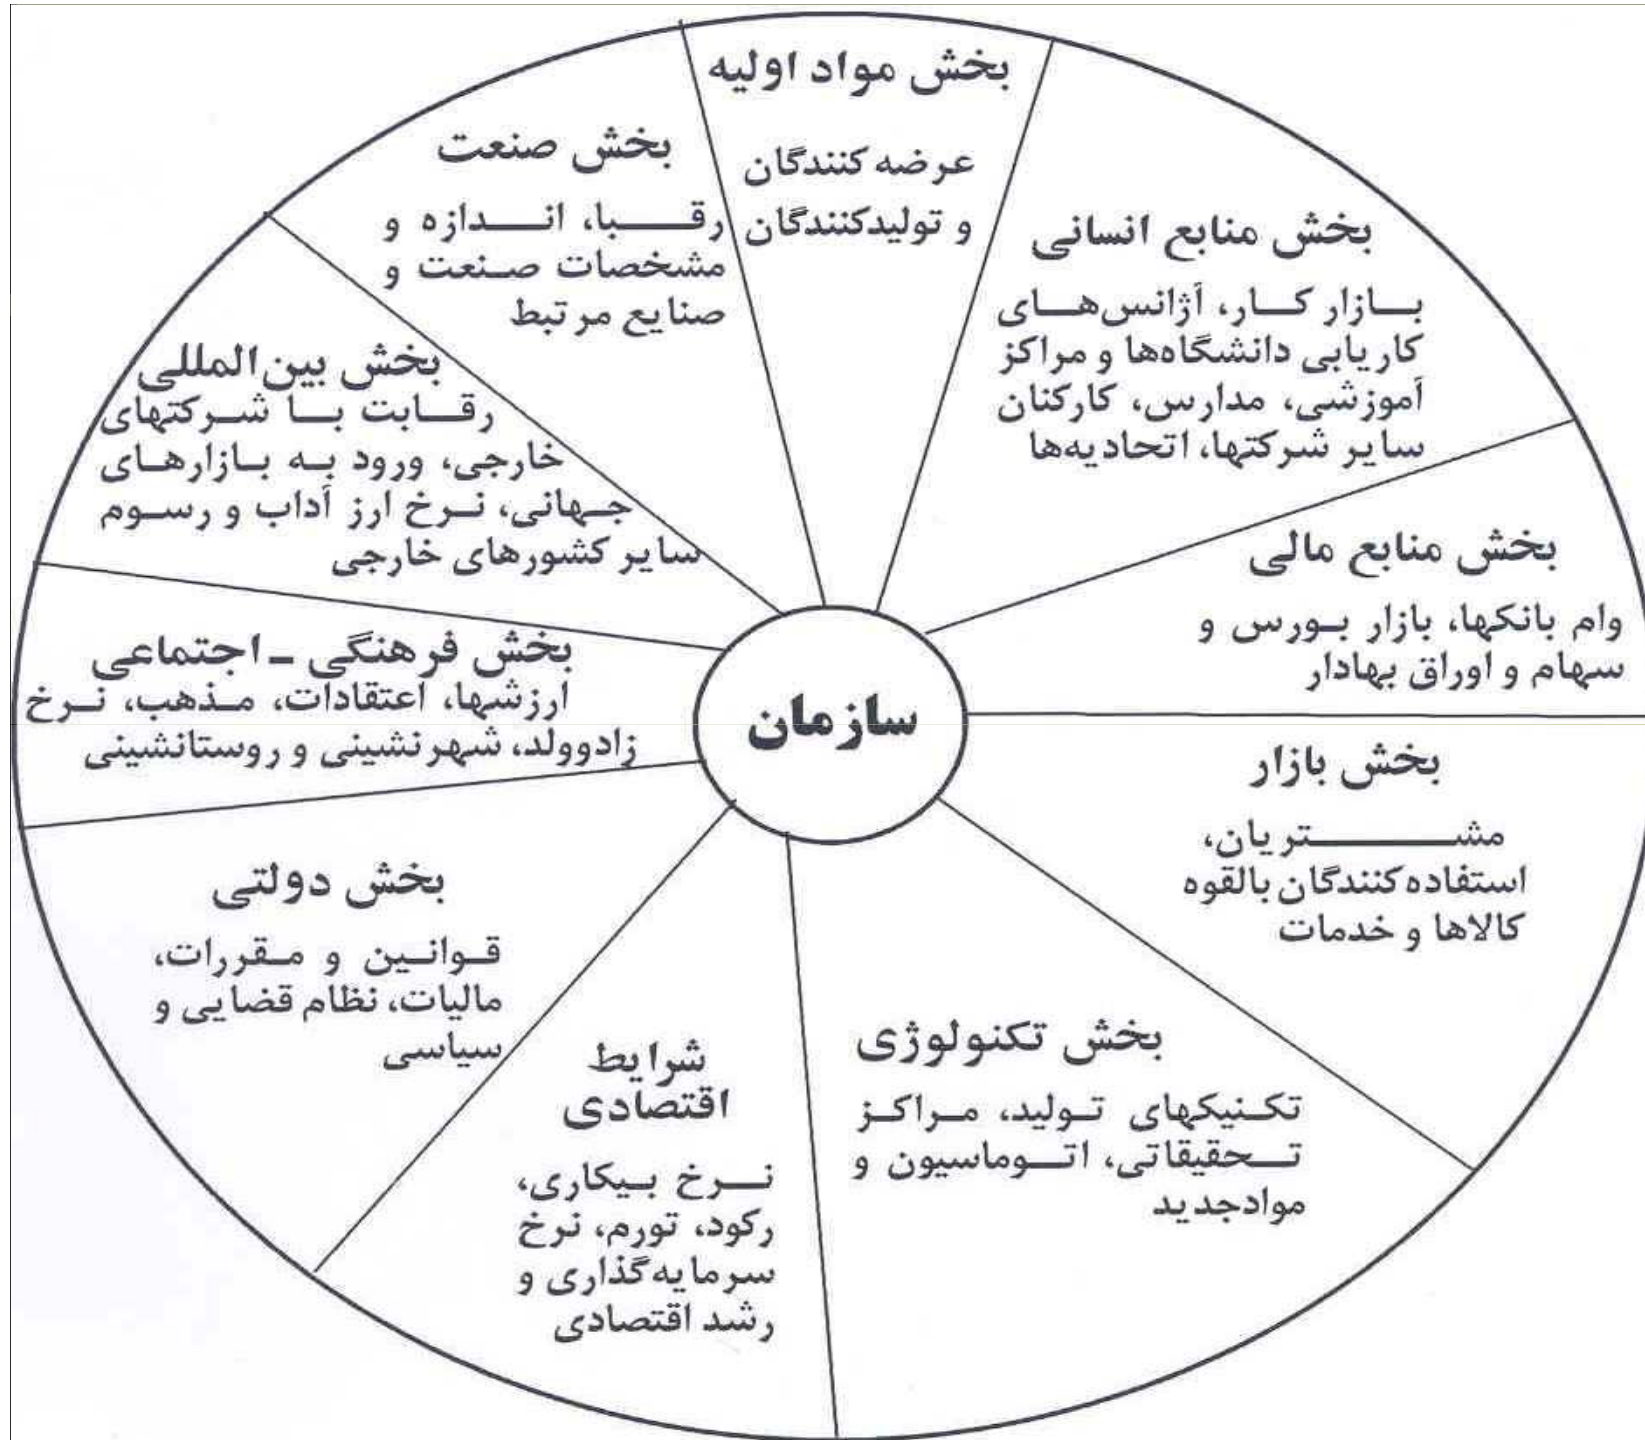 بخش مواد اولیه
عرضه کنندگان
و تولیدکنندگان
بخش منابع انسانی
بازار کار، آژانس‌های
کاریابی دانشگاه‌ها و مراکز
آموزشی، مدارس، کارکنان
سایر شرکتها، اتحادیه‌ها
بخش منابع مالی
وام بانکها، بازار بورس و
سهام و اوراق بهادار
بخش بازار
مشتریان،
استفاده‌کنندگان بالقوه
کالاها و خدمات
بخش تکنولوژی
تکنیکهای تولید، مراکز
تحقیقاتی، اتوماسیون و
موادجدید
شرایط
اقتصادی
نرخ بیکاری،
رکود، تورم، نرخ
سرمایه‌گذاری و
رشد اقتصادی
بخش دولتی
قوانین و مقررات،
مالیات، نظام قضایی و
سیاسی
بخش فرهنگی ـ اجتماعی
ارزشها، اعتقادات، مذهب، نرخ
زادوولد، شهرنشینی و روستانشینی
بخش بین‌المللی
رقابت با شرکتهای
خارجی، ورود به بازارهای
جهانی، نرخ ارز آداب و رسوم
سایر کشورهای خارجی
بخش صنعت
رقبا، اندازه و
مشخصات صنعت و
صنایع مرتبط
سازمان